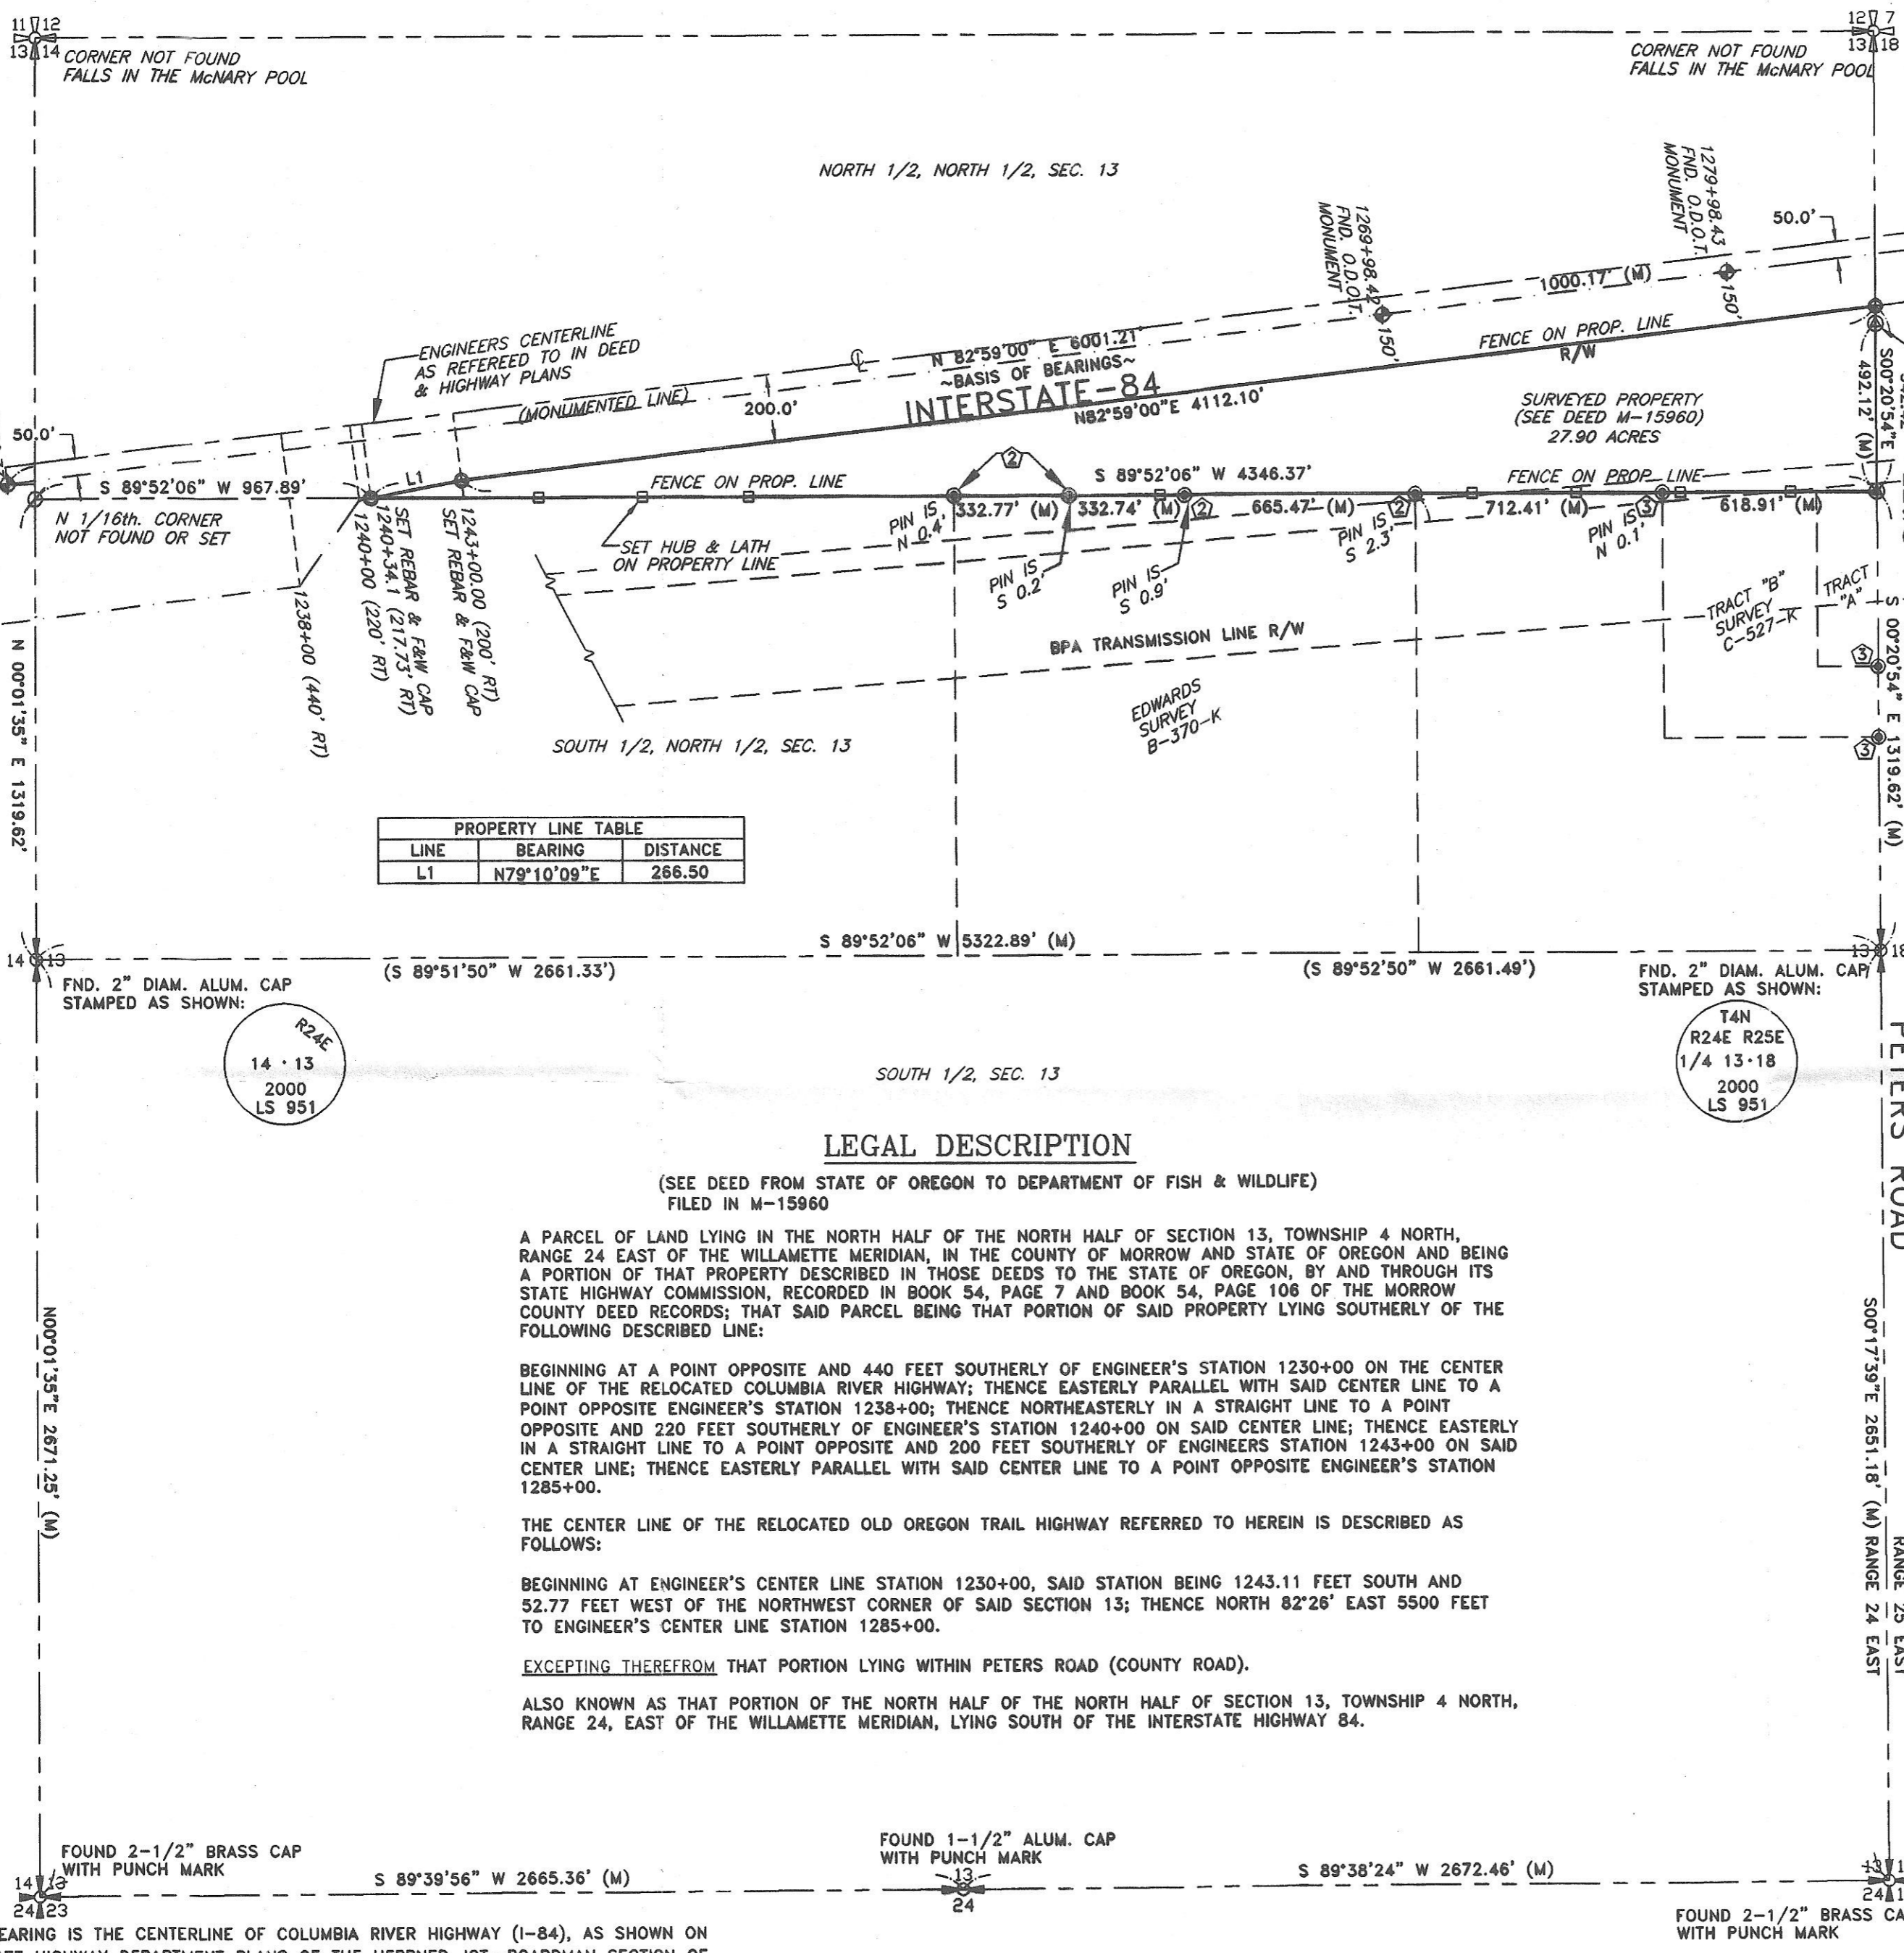 11 12
13 14
CORNER NOT FOUND
FALLS IN THE McNARY POOL
12 7
13 18
CORNER NOT FOUND
FALLS IN THE McNARY POOL
NORTH 1/2, NORTH 1/2, SEC. 13
1269+98.42
FND. O.D.O.T.
MONUMENT
150'
1279+98.43
FND. O.D.O.T.
MONUMENT
150'
50.0'
1000.17' (M)
ENGINEERS CENTERLINE
AS REFEREED TO IN DEED
& HIGHWAY PLANS
(MONUMENTED LINE)
200.0'
N 82°59'00" E 6001.21'
~BASIS OF BEARINGS~
INTERSTATE-84
N82°59'00"E 4112.10'
FENCE ON PROP. LINE
R/W
SURVEYED PROPERTY
(SEE DEED M-15960)
27.90 ACRES
S00°20'54"E
492.12' (M)
50.0'
S 89°52'06" W 967.89'
L1
FENCE ON PROP. LINE
2
S 89°52'06" W 4346.37'
FENCE ON PROP. LINE
N 1/16th. CORNER
NOT FOUND OR SET
SET HUB & LATH
ON PROPERTY LINE
PIN IS
N 0.4'
332.77' (M)
332.74' (M)
2
665.47' (M)
2
712.41' (M)
3
618.91' (M)
PIN IS
S 0.2'
PIN IS
S 0.9'
PIN IS
S 2.3'
PIN IS
N 0.1'
1238+00 (440' RT)
1240+00 (220' RT)
1240+34.1 (217.73' RT)
SET REBAR & F&W CAP
1243+00.00 (200' RT)
SET REBAR & F&W CAP
BPA TRANSMISSION LINE R/W
TRACT "B"
SURVEY
C-527-K
TRACT
"A"
3
3
EDWARDS
SURVEY
B-370-K
N 00°01'35" E 1319.62'
S 00°20'54" E 1319.62' (M)
SOUTH 1/2, NORTH 1/2, SEC. 13
PROPERTY LINE TABLE
LINE BEARING DISTANCE
L1 N79°10'09"E 266.50
S 89°52'06" W 5322.89' (M)
14 13
(S 89°51'50" W 2661.33')
(S 89°52'50" W 2661.49')
13 18
FND. 2" DIAM. ALUM. CAP
STAMPED AS SHOWN:
R24E
14 · 13
2000
LS 951
FND. 2" DIAM. ALUM. CAP
STAMPED AS SHOWN:
T4N
R24E R25E
1/4 13·18
2000
LS 951
PETERS ROAD
SOUTH 1/2, SEC. 13
LEGAL DESCRIPTION
(SEE DEED FROM STATE OF OREGON TO DEPARTMENT OF FISH & WILDLIFE)
FILED IN M-15960
A PARCEL OF LAND LYING IN THE NORTH HALF OF THE NORTH HALF OF SECTION 13, TOWNSHIP 4 NORTH,
RANGE 24 EAST OF THE WILLAMETTE MERIDIAN, IN THE COUNTY OF MORROW AND STATE OF OREGON AND BEING
A PORTION OF THAT PROPERTY DESCRIBED IN THOSE DEEDS TO THE STATE OF OREGON, BY AND THROUGH ITS
STATE HIGHWAY COMMISSION, RECORDED IN BOOK 54, PAGE 7 AND BOOK 54, PAGE 106 OF THE MORROW
COUNTY DEED RECORDS; THAT SAID PARCEL BEING THAT PORTION OF SAID PROPERTY LYING SOUTHERLY OF THE
FOLLOWING DESCRIBED LINE:
BEGINNING AT A POINT OPPOSITE AND 440 FEET SOUTHERLY OF ENGINEER'S STATION 1230+00 ON THE CENTER
LINE OF THE RELOCATED COLUMBIA RIVER HIGHWAY; THENCE EASTERLY PARALLEL WITH SAID CENTER LINE TO A
POINT OPPOSITE ENGINEER'S STATION 1238+00; THENCE NORTHEASTERLY IN A STRAIGHT LINE TO A POINT
OPPOSITE AND 220 FEET SOUTHERLY OF ENGINEER'S STATION 1240+00 ON SAID CENTER LINE; THENCE EASTERLY
IN A STRAIGHT LINE TO A POINT OPPOSITE AND 200 FEET SOUTHERLY OF ENGINEERS STATION 1243+00 ON SAID
CENTER LINE; THENCE EASTERLY PARALLEL WITH SAID CENTER LINE TO A POINT OPPOSITE ENGINEER'S STATION
1285+00.
THE CENTER LINE OF THE RELOCATED OLD OREGON TRAIL HIGHWAY REFERRED TO HEREIN IS DESCRIBED AS
FOLLOWS:
BEGINNING AT ENGINEER'S CENTER LINE STATION 1230+00, SAID STATION BEING 1243.11 FEET SOUTH AND
52.77 FEET WEST OF THE NORTHWEST CORNER OF SAID SECTION 13; THENCE NORTH 82°26' EAST 5500 FEET
TO ENGINEER'S CENTER LINE STATION 1285+00.
EXCEPTING THEREFROM THAT PORTION LYING WITHIN PETERS ROAD (COUNTY ROAD).
ALSO KNOWN AS THAT PORTION OF THE NORTH HALF OF THE NORTH HALF OF SECTION 13, TOWNSHIP 4 NORTH,
RANGE 24, EAST OF THE WILLAMETTE MERIDIAN, LYING SOUTH OF THE INTERSTATE HIGHWAY 84.
N00°01'35"E 2671.25' (M)
S00°17'39"E 2651.18' (M)
RANGE 24 EAST
RANGE 25 EAST
FOUND 2-1/2" BRASS CAP
WITH PUNCH MARK
14 13
24 23
S 89°39'56" W 2665.36' (M)
FOUND 1-1/2" ALUM. CAP
WITH PUNCH MARK
13
24
S 89°38'24" W 2672.46' (M)
13
24
FOUND 2-1/2" BRASS CA
WITH PUNCH MARK
EARING IS THE CENTERLINE OF COLUMBIA RIVER HIGHWAY (I-84), AS SHOWN ON